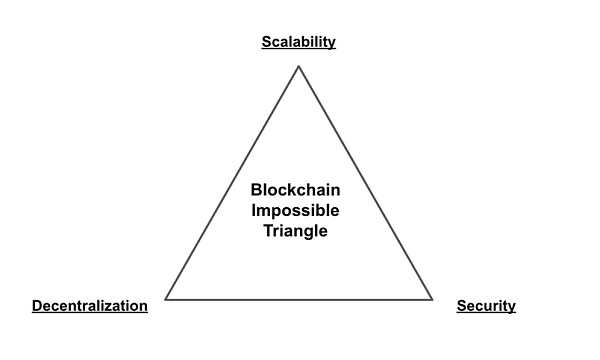 Scalability
Blockchain
Impossible
Triangle
Decentralization
Security